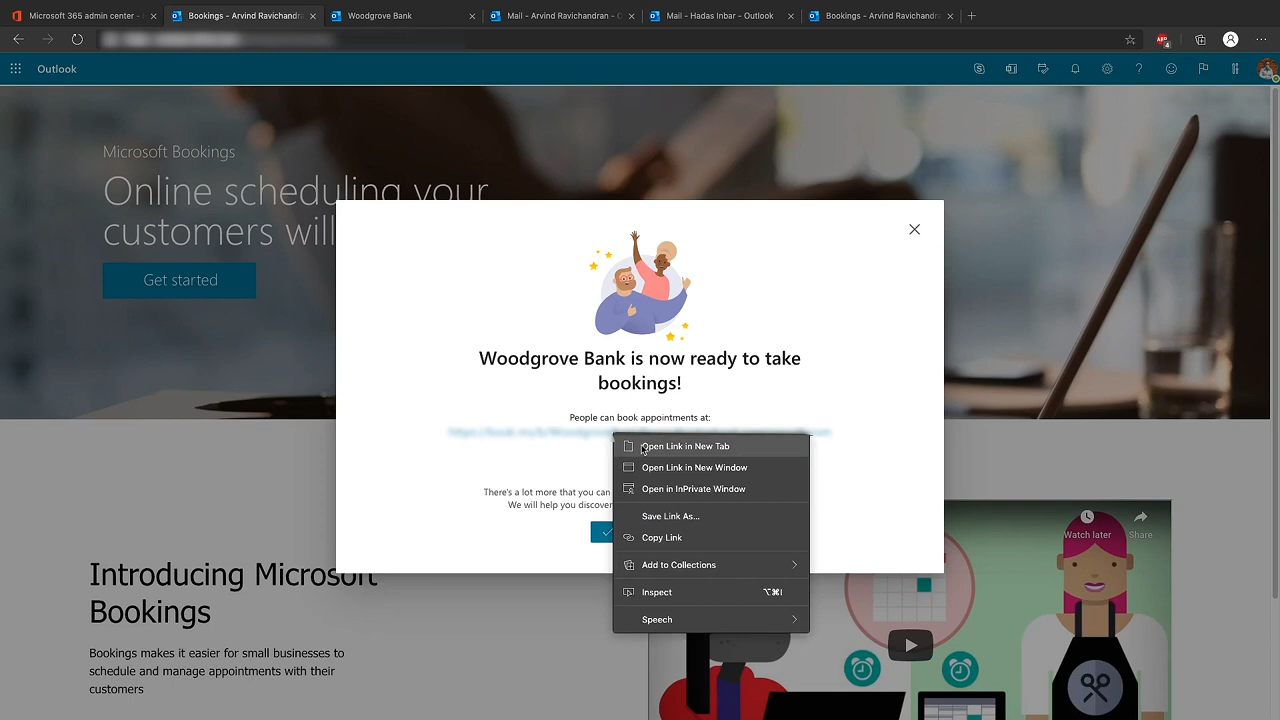 Microsoft 365 admin center -
Bookings - Arvind Ravichandra
Woodgrove Bank
Mail - Arvind Ravichandran - O
Mail - Hadas Inbar - Outlook
Bookings - Arvind Ravichandra
4
Outlook
Microsoft Bookings
Online scheduling your
customers will
Get started
Woodgrove Bank is now ready to take
bookings!
People can book appointments at:
Open Link in New Tab
Open Link in New Window
Open in InPrivate Window
There's a lot more that you can
We will help you discover
Save Link As...
Copy Link
Add to Collections
Inspect ⌥⌘I
Speech
Watch later
Share
Introducing Microsoft
Bookings
Bookings makes it easier for small businesses to
schedule and manage appointments with their
customers